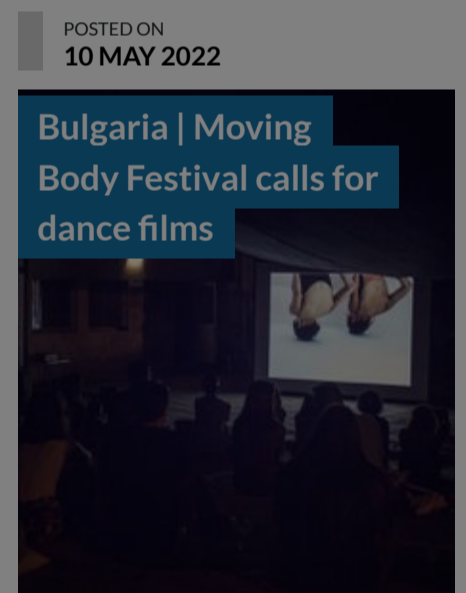 POSTED ON
10 MAY 2022
Bulgaria | Moving
Body Festival calls for
dance films